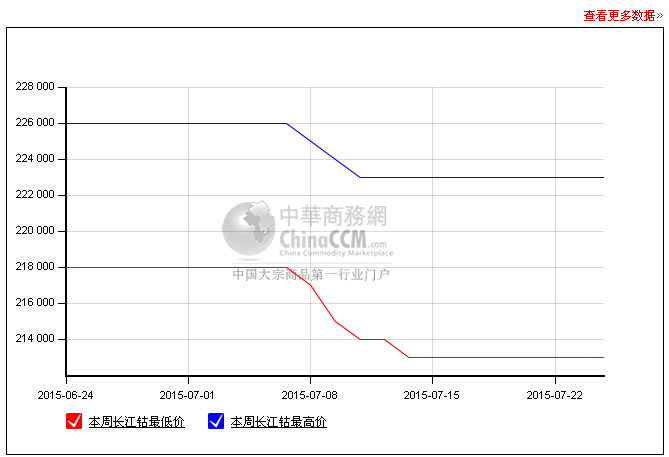 查看更多数据»
228 000
226 000
224 000
222 000
220 000
218 000
216 000
214 000
中華商務網
ChinaCCM.com
China Commodity Marketplace
中国大宗商品第一行业门户
2015-06-24 2015-07-01 2015-07-08 2015-07-15 2015-07-22
本周长江钴最低价 本周长江钴最高价